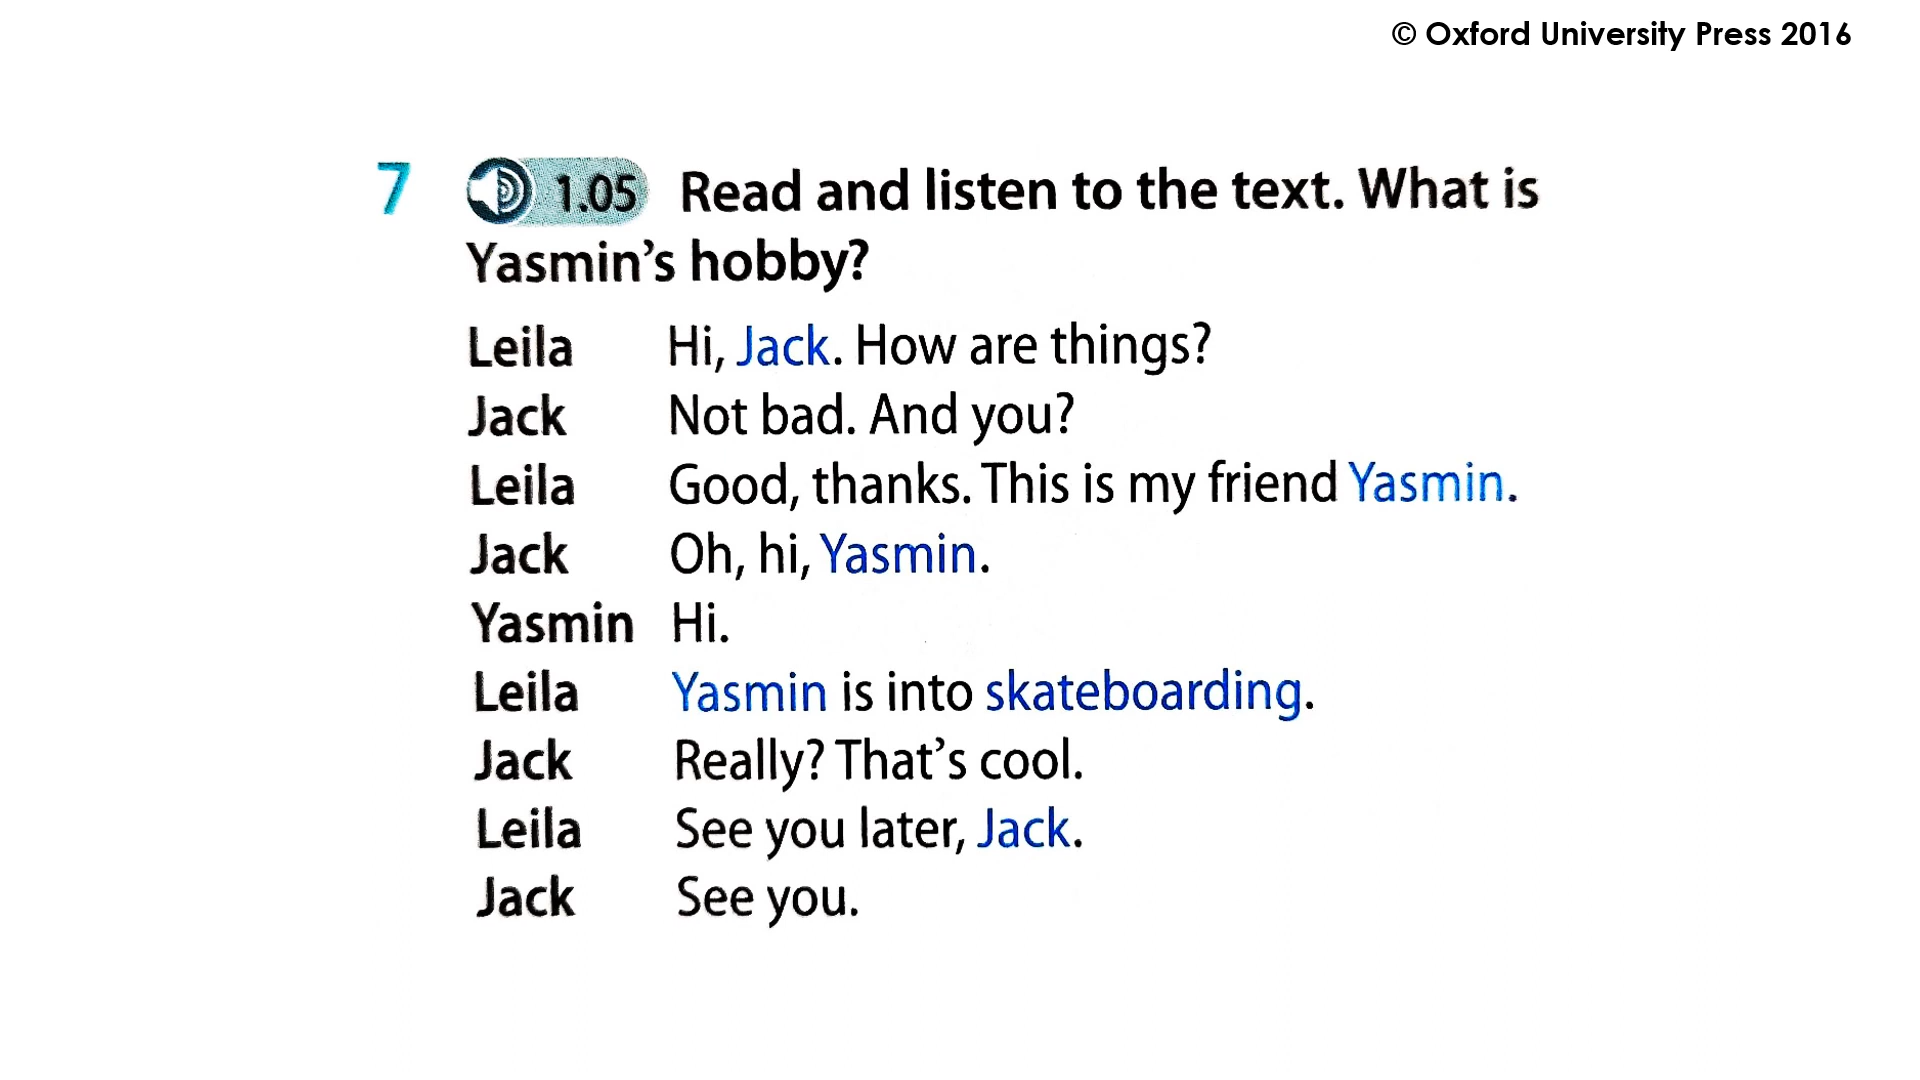 © Oxford University Press 2016
7 1.05 Read and listen to the text. What is
Yasmin's hobby?
Leila Hi, Jack. How are things?
Jack Not bad. And you?
Leila Good, thanks. This is my friend Yasmin.
Jack Oh, hi, Yasmin.
Yasmin Hi.
Leila Yasmin is into skateboarding.
Jack Really? That's cool.
Leila See you later, Jack.
Jack See you.